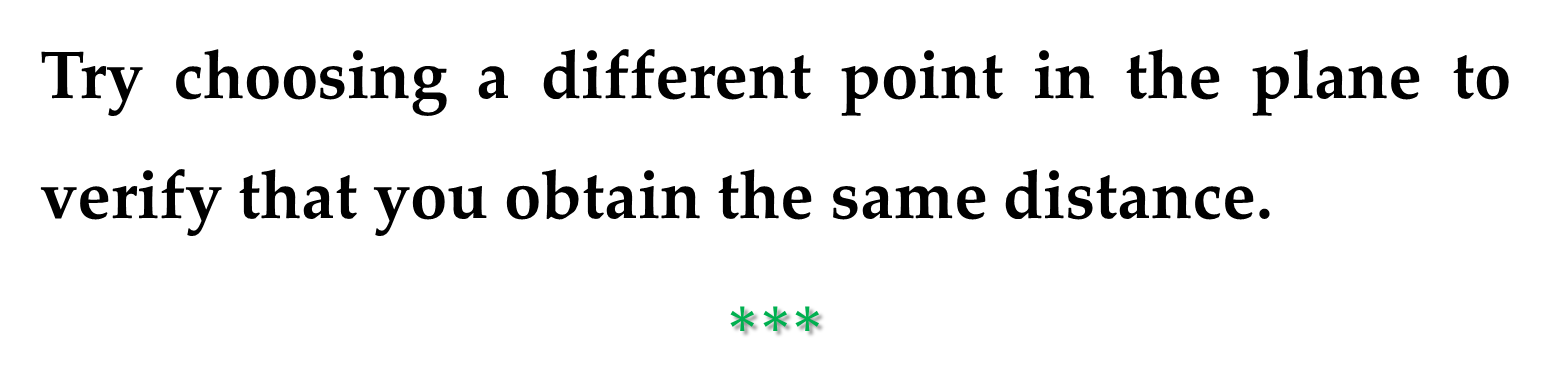 Try choosing a different point in the plane to
verify that you obtain the same distance.
***